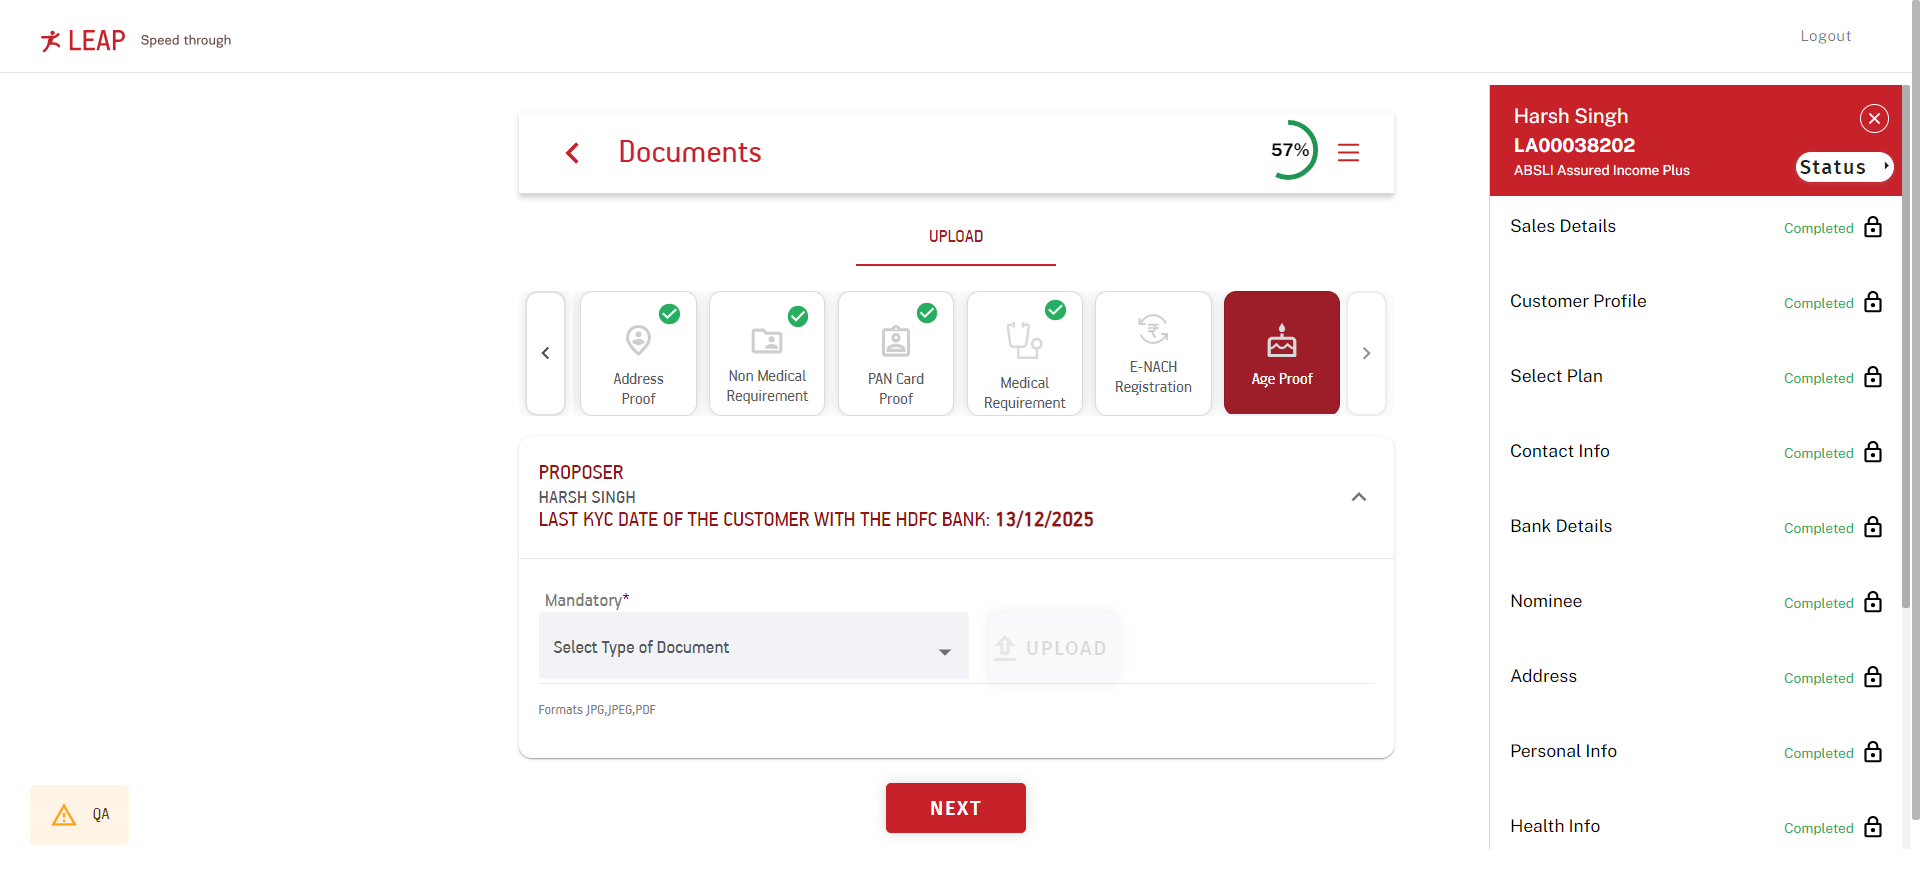 LEAP Speed through
Logout
Documents
57%
UPLOAD
Address
Proof
Non Medical
Requirement
PAN Card
Proof
Medical
Requirement
E-NACH
Registration
Age Proof
PROPOSER
HARSH SINGH
LAST KYC DATE OF THE CUSTOMER WITH THE HDFC BANK: 13/12/2025
Mandatory*
Select Type of Document
UPLOAD
Formats JPG,JPEG,PDF
NEXT
QA
Harsh Singh
LA00038202
ABSLI Assured Income Plus
Status
Sales Details Completed
Customer Profile Completed
Select Plan Completed
Contact Info Completed
Bank Details Completed
Nominee Completed
Address Completed
Personal Info Completed
Health Info Completed